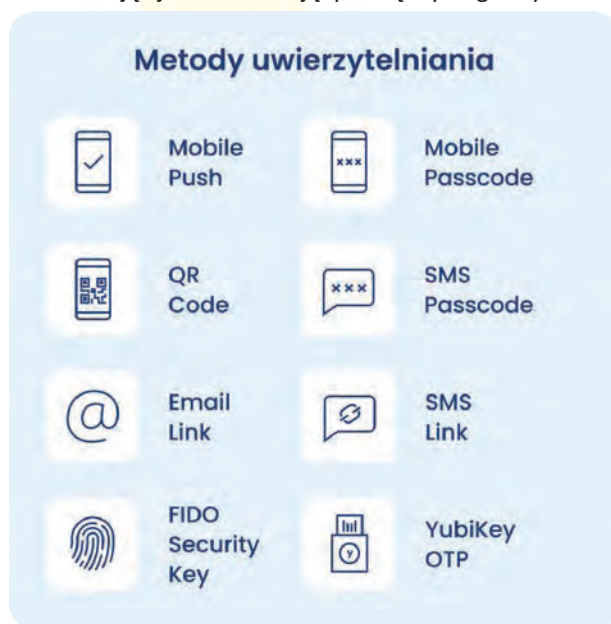 Metody uwierzytelniania
Mobile
Push
Mobile
Passcode
QR
Code
SMS
Passcode
Email
Link
SMS
Link
FIDO
Security
Key
YubiKey
OTP